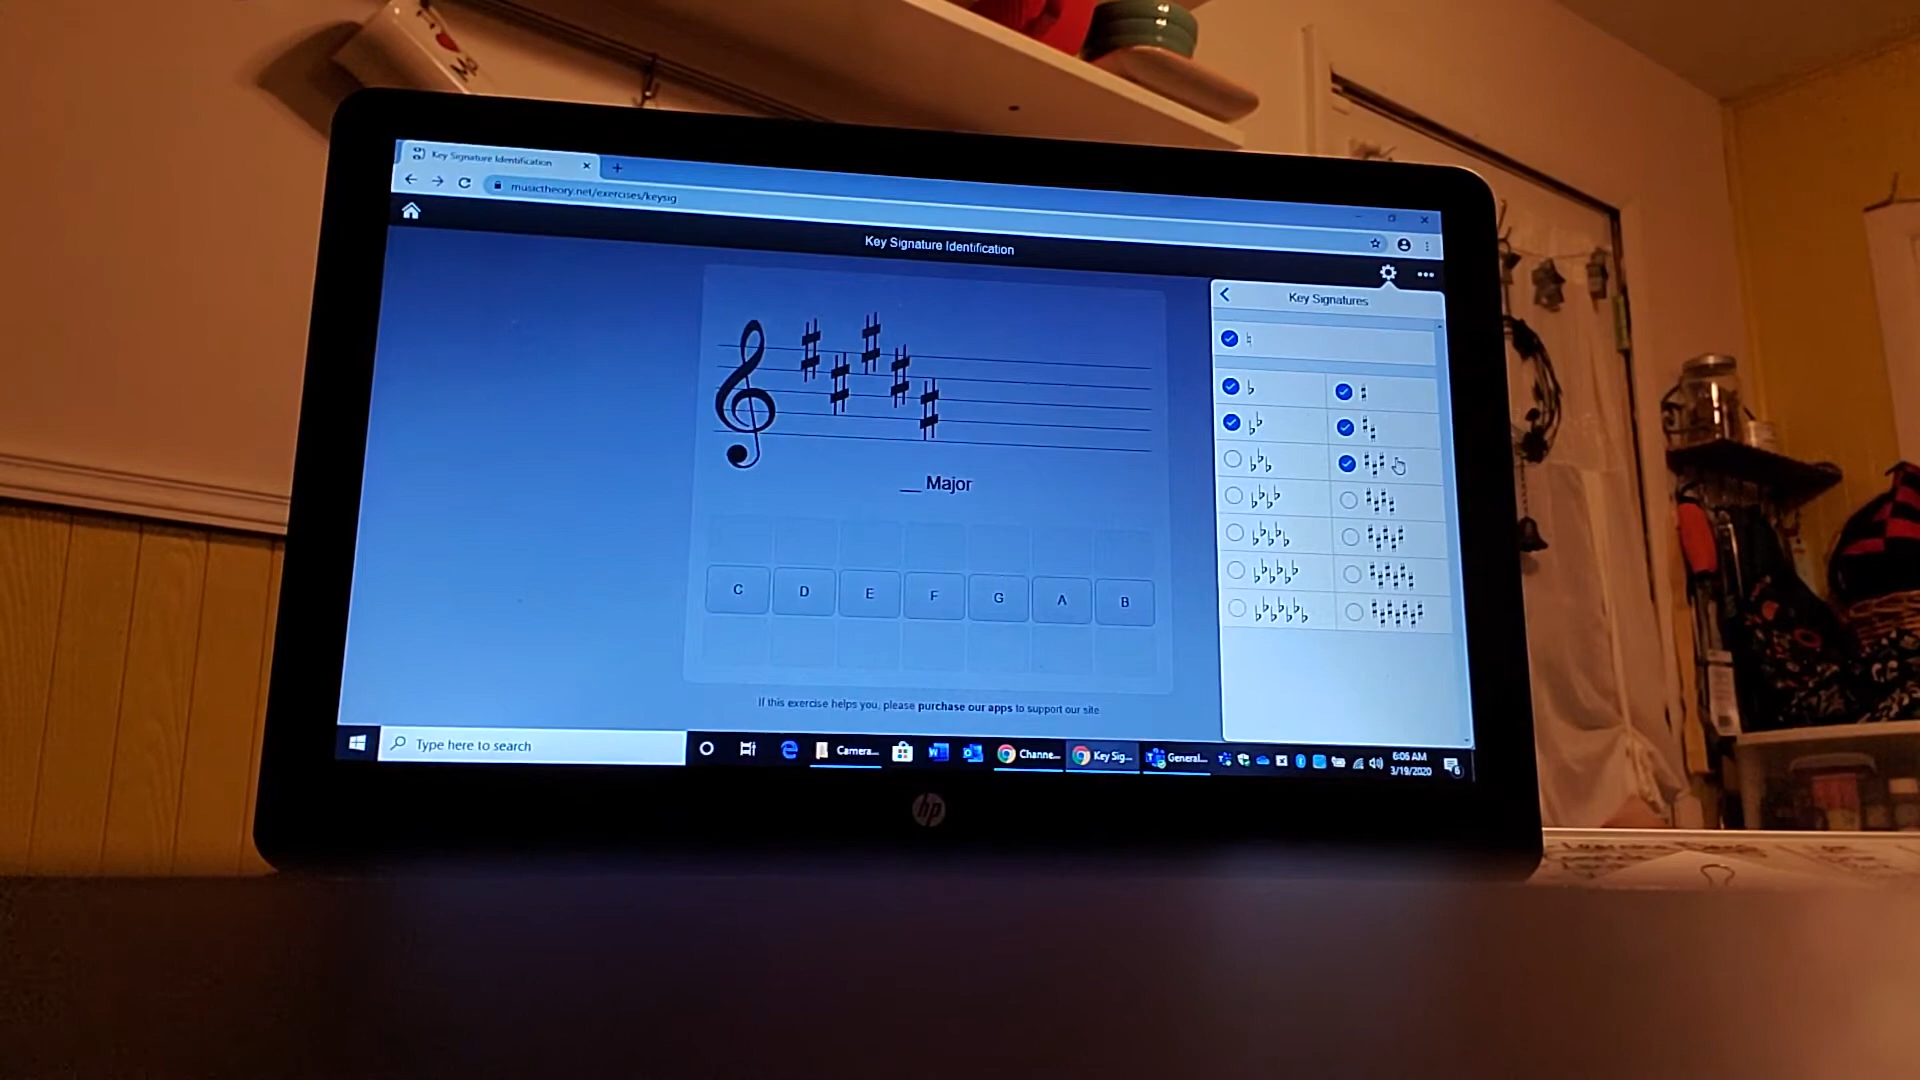 Key Signature Identification
musictheory.net/exercises/keysig
Key Signature Identification
Key Signatures
__ Major
C D E F G A B
If this exercise helps you, please purchase our apps to support our site
Type here to search
Camera...
Channe...
Key Sig...
General...
6:06 AM
3/19/2020
6
hp